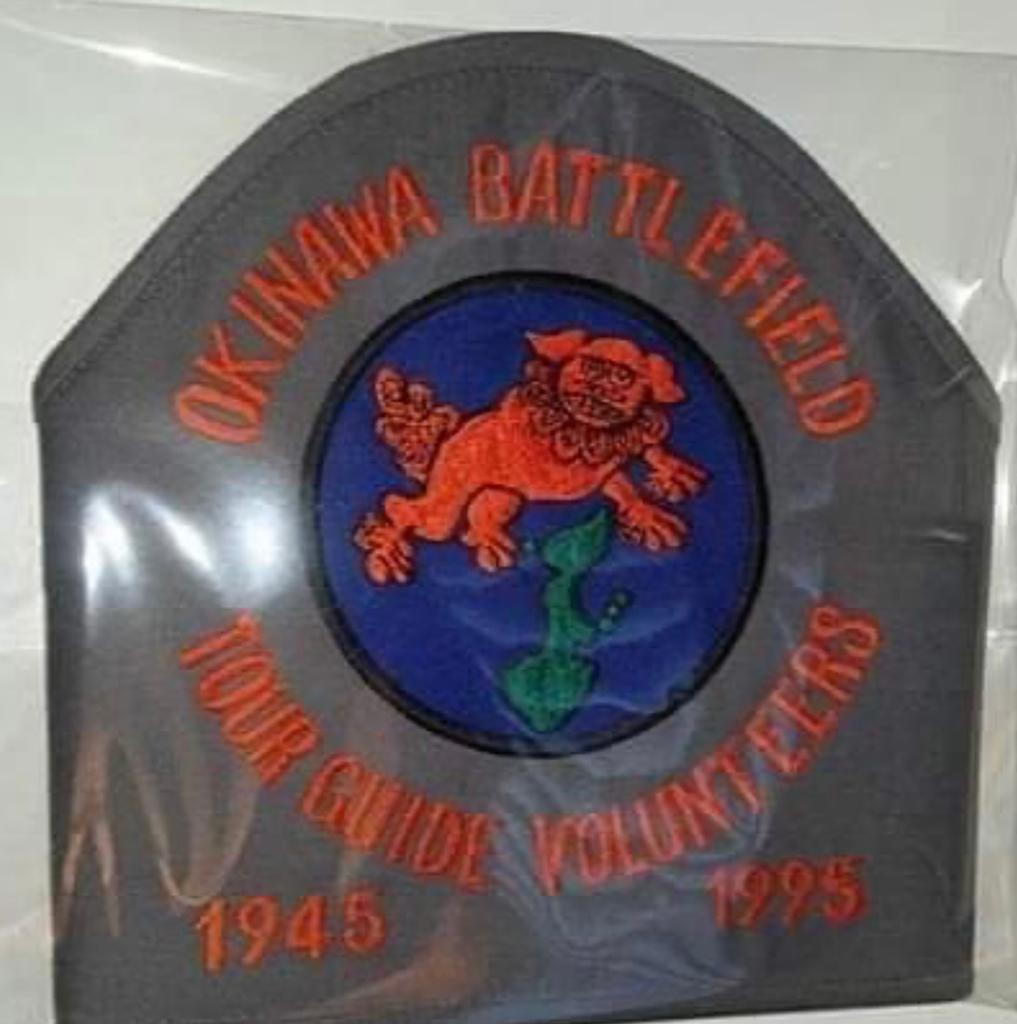 OKINAWA BATTLEFIELD
TOUR GUIDE VOLUNTEERS
1945 1995